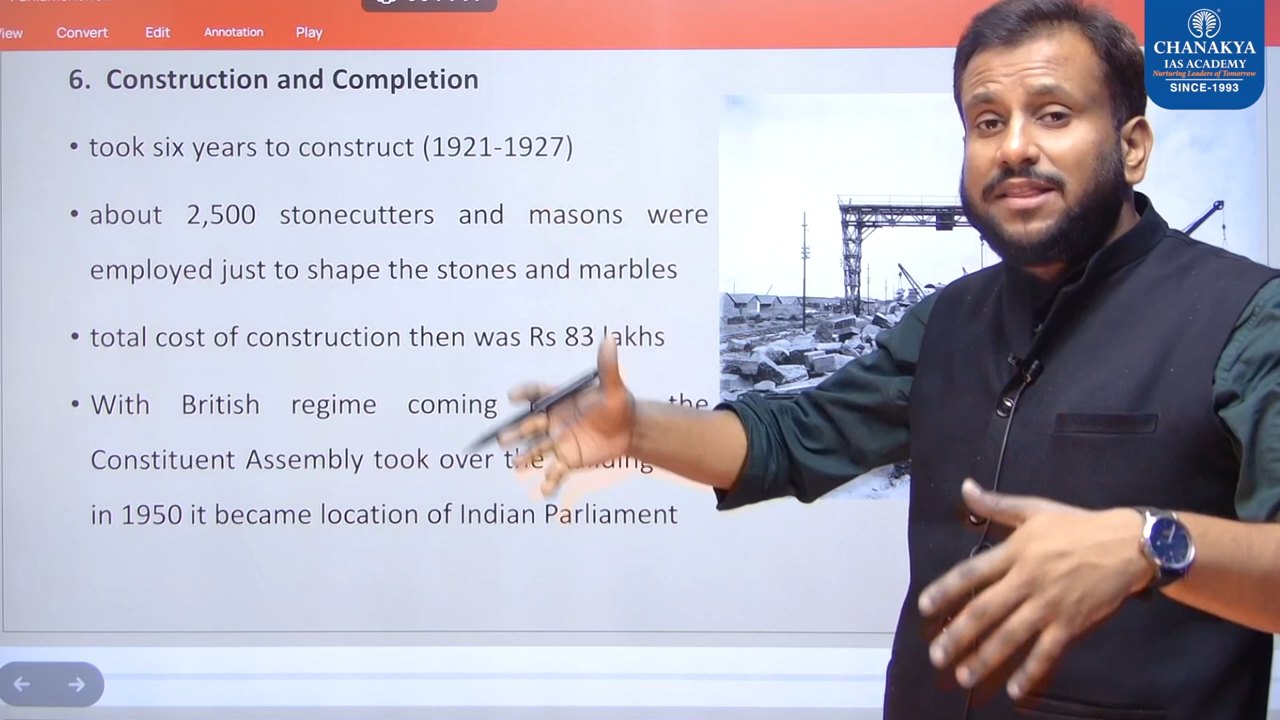 View Convert Edit Annotation Play
CHANAKYA
IAS ACADEMY
Nurturing Leaders of Tomorrow
SINCE-1993
6. Construction and Completion
• took six years to construct (1921-1927)
• about 2,500 stonecutters and masons were
employed just to shape the stones and marbles
• total cost of construction then was Rs 83 lakhs
• With British regime coming the
Constituent Assembly took over the
in 1950 it became location of Indian Parliament